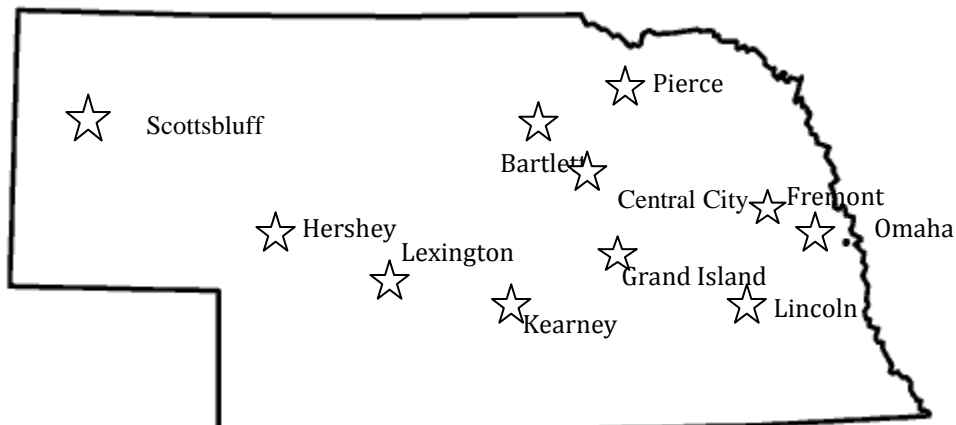 Pierce
Scottsbluff
Bartlett
Central City
Fremont
Hershey
Omaha
Lexington
Grand Island
Lincoln
Kearney